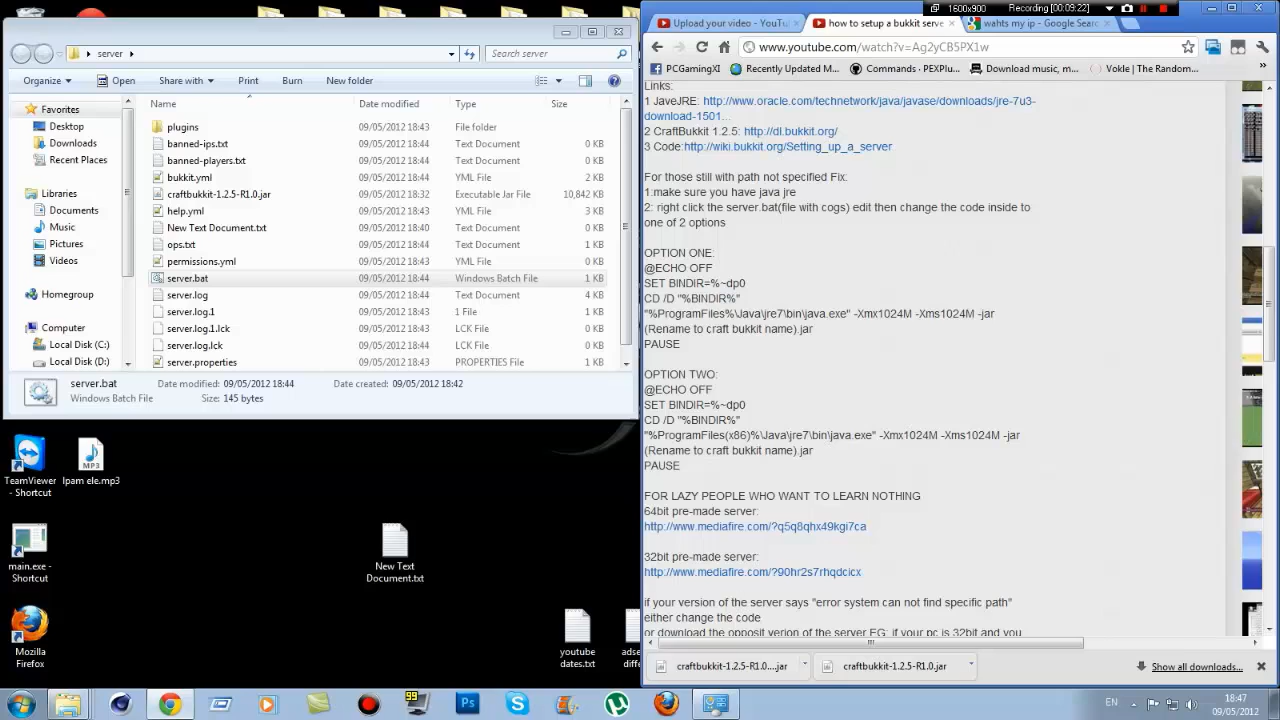 1600x900
Recording [00:09:22]
Upload your video - YouTu
how to setup a bukkit serve
wahts my ip - Google Searc
www.youtube.com/watch?v=Ag2yCB5PX1w
PCGamingXI
Recently Updated M...
Commands · PEXPlu...
Download music, m...
Vokle | The Random...
server
Search server
Organize
Open
Share with
Print
Burn
New folder
Name
Date modified
Type
Size
Favorites
Desktop
Downloads
Recent Places
Libraries
Documents
Music
Pictures
Videos
Homegroup
Computer
Local Disk (C:)
Local Disk (D:)
plugins 09/05/2012 18:43 File folder
banned-ips.txt 09/05/2012 18:44 Text Document 0 KB
banned-players.txt 09/05/2012 18:44 Text Document 0 KB
bukkit.yml 09/05/2012 18:44 YML File 2 KB
craftbukkit-1.2.5-R1.0.jar 09/05/2012 18:32 Executable Jar File 10,842 KB
help.yml 09/05/2012 18:43 YML File 3 KB
New Text Document.txt 09/05/2012 18:40 Text Document 0 KB
ops.txt 09/05/2012 18:44 Text Document 1 KB
permissions.yml 09/05/2012 18:43 YML File 0 KB
server.bat 09/05/2012 18:44 Windows Batch File 1 KB
server.log 09/05/2012 18:44 Text Document 4 KB
server.log.1 09/05/2012 18:43 1 File 0 KB
server.log.1.lck 09/05/2012 18:44 LCK File 0 KB
server.log.lck 09/05/2012 18:43 LCK File 0 KB
server.properties 09/05/2012 18:43 PROPERTIES File 1 KB
server.bat Date modified: 09/05/2012 18:44 Date created: 09/05/2012 18:42
Windows Batch File Size: 145 bytes
Links:
1 JaveJRE: http://www.oracle.com/technetwork/java/javase/downloads/jre-7u3-
download-1501...
2 CraftBukkit 1.2.5: http://dl.bukkit.org/
3 Code:http://wiki.bukkit.org/Setting_up_a_server
For those still with path not specified Fix:
1:make sure you have java jre
2: right click the server.bat(file with cogs) edit then change the code inside to
one of 2 options
OPTION ONE:
@ECHO OFF
SET BINDIR=%~dp0
CD /D "%BINDIR%"
"%ProgramFiles%\Java\jre7\bin\java.exe" -Xmx1024M -Xms1024M -jar
(Rename to craft bukkit name).jar
PAUSE
OPTION TWO:
@ECHO OFF
SET BINDIR=%~dp0
CD /D "%BINDIR%"
"%ProgramFiles(x86)%\Java\jre7\bin\java.exe" -Xmx1024M -Xms1024M -jar
(Rename to craft bukkit name).jar
PAUSE
FOR LAZY PEOPLE WHO WANT TO LEARN NOTHING
64bit pre-made server:
http://www.mediafire.com/?q5q8qhx49kgi7ca
32bit pre-made server:
http://www.mediafire.com/?90hr2s7rhqdcicx
if your version of the server says "error system can not find specific path"
either change the code
or download the opposit verion of the server EG: if your pc is 32bit and you
craftbukkit-1.2.5-R1.0....jar
craftbukkit-1.2.5-R1.0.jar
Show all downloads...
TeamViewer
- Shortcut
lpam ele.mp3
MP3
main.exe -
Shortcut
New Text
Document.txt
Mozilla
Firefox
youtube
dates.txt
adse
diffe
99
Ps
EN
18:47
09/05/2012